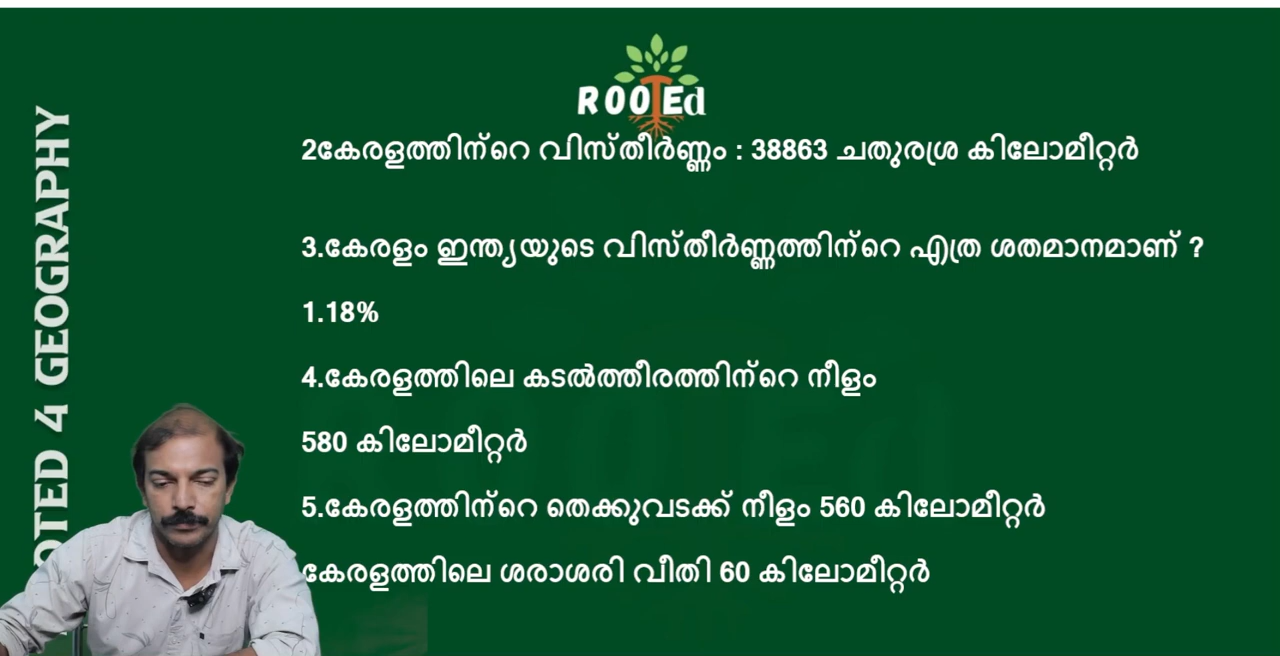 ROOTEd
2കേരളത്തിന്റെ വിസ്തീർണ്ണം : 38863 ചതുരശ്ര കിലോമീറ്റർ
3.കേരളം ഇന്ത്യയുടെ വിസ്തീർണ്ണത്തിന്റെ എത്ര ശതമാനമാണ് ?
1.18%
4.കേരളത്തിലെ കടൽത്തീരത്തിന്റെ നീളം
580 കിലോമീറ്റർ
5.കേരളത്തിന്റെ തെക്കുവടക്ക് നീളം 560 കിലോമീറ്റർ
കേരളത്തിലെ ശരാശരി വീതി 60 കിലോമീറ്റർ
OTED 4 GEOGRAPHY